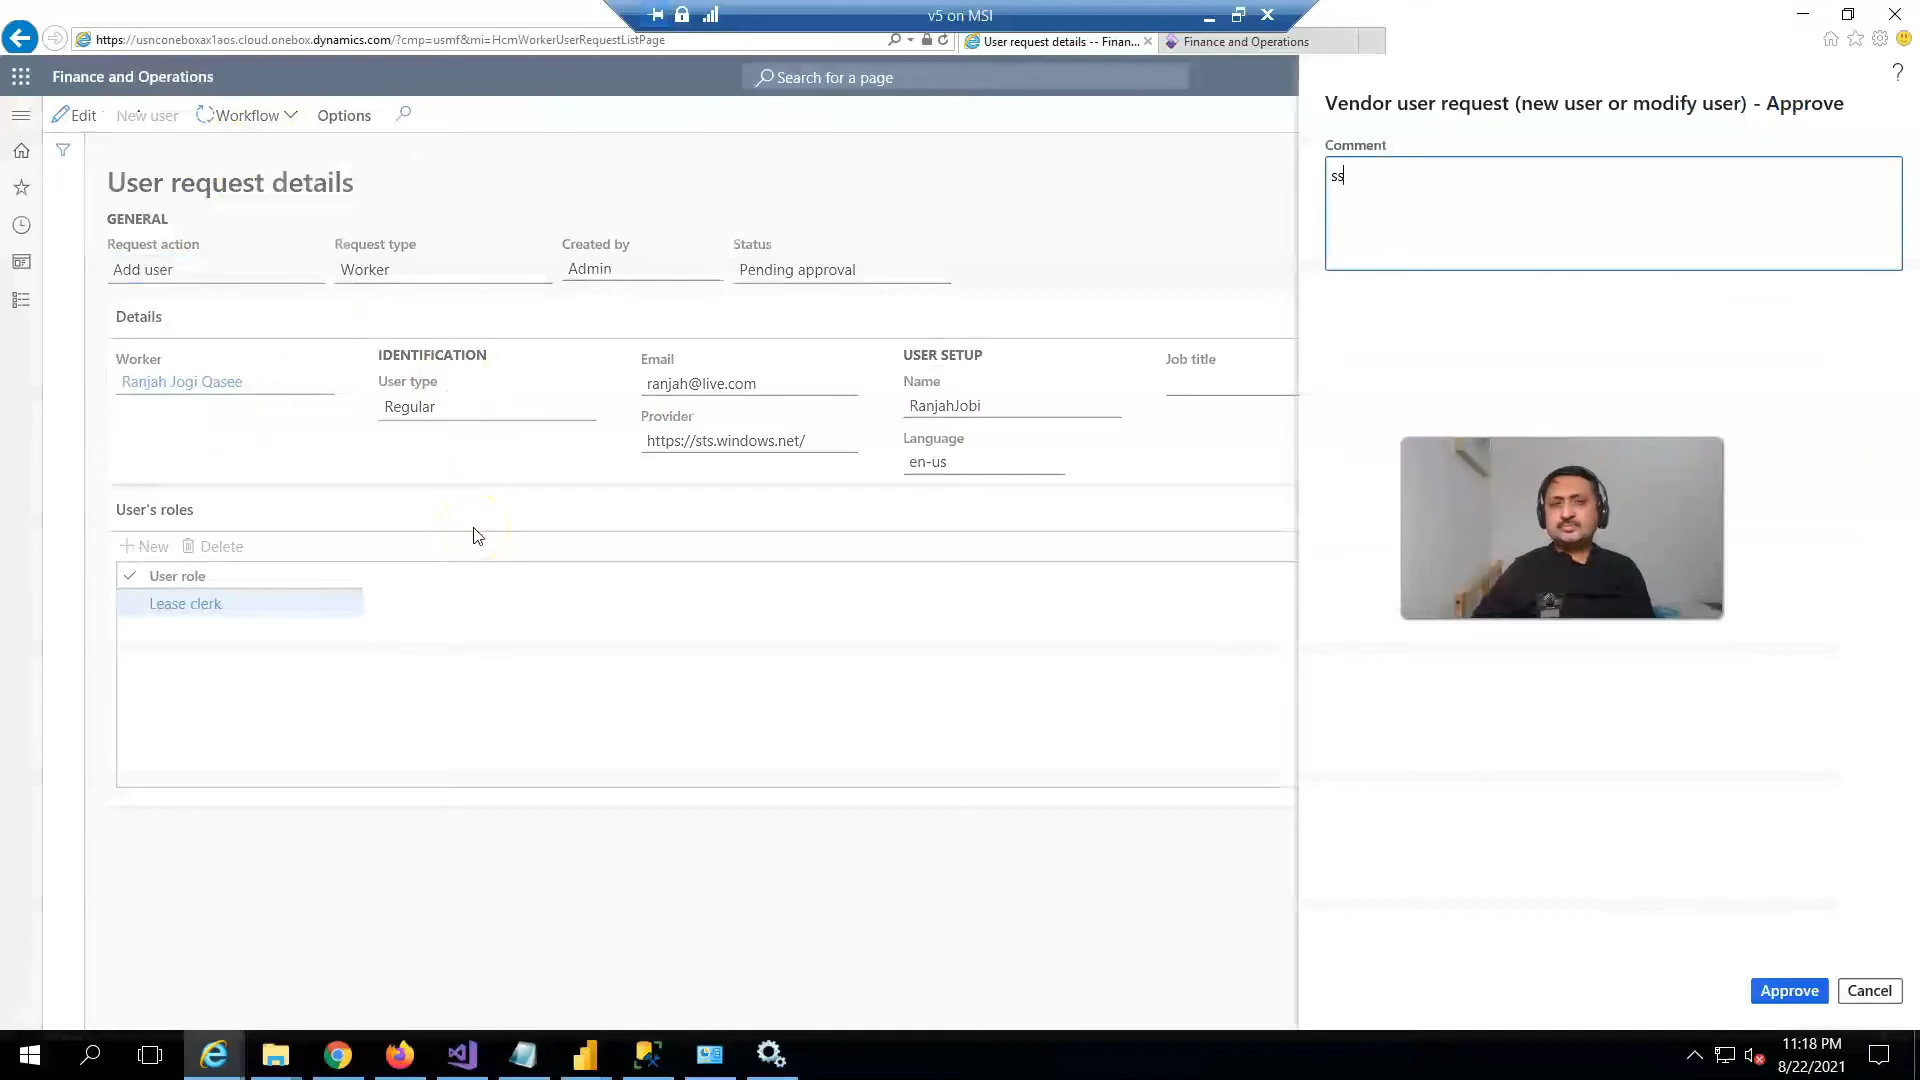 v5 on MSI
https://usnconeboxax1aos.cloud.onebox.dynamics.com/?cmp=usmf&mi=HcmWorkerUserRequestListPage
User request details -- Finan...
Finance and Operations
Finance and Operations
Search for a page
Edit
New user
Workflow
Options
User request details
GENERAL
Request action
Request type
Created by
Status
Add user
Worker
Admin
Pending approval
Details
Worker
Ranjah Jogi Qasee
IDENTIFICATION
User type
Regular
Email
ranjah@live.com
Provider
https://sts.windows.net/
USER SETUP
Name
RanjahJobi
Language
en-us
Job title
User's roles
New
Delete
User role
Lease clerk
?
Vendor user request (new user or modify user) - Approve
Comment
ss
Approve
Cancel
11:18 PM
8/22/2021